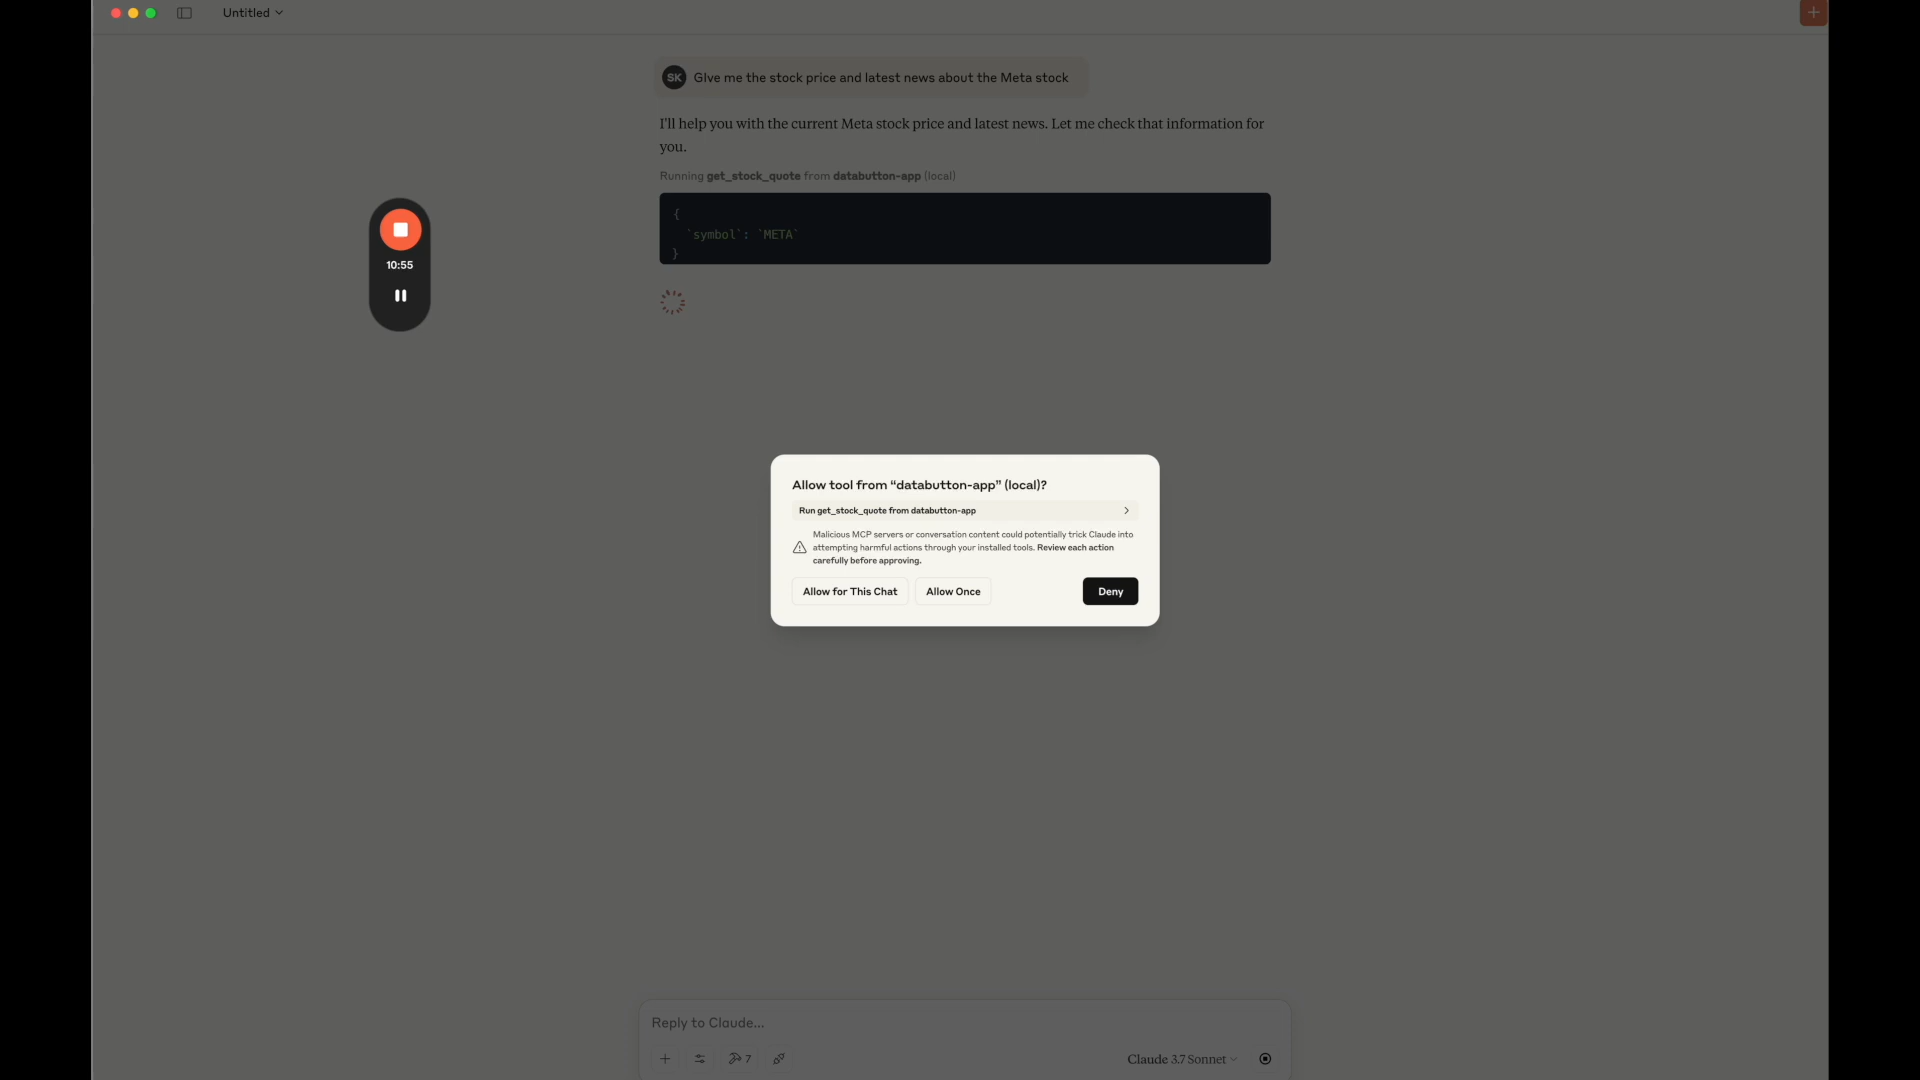 Untitled
SK
GIve me the stock price and latest news about the Meta stock
I'll help you with the current Meta stock price and latest news. Let me check that information for
you.
Running get_stock_quote from databutton-app (local)
{
`symbol`: `META`
}
10:55
Allow tool from “databutton-app” (local)?
Run get_stock_quote from databutton-app
Malicious MCP servers or conversation content could potentially trick Claude into
attempting harmful actions through your installed tools. Review each action
carefully before approving.
Allow for This Chat
Allow Once
Deny
Reply to Claude...
7
Claude 3.7 Sonnet